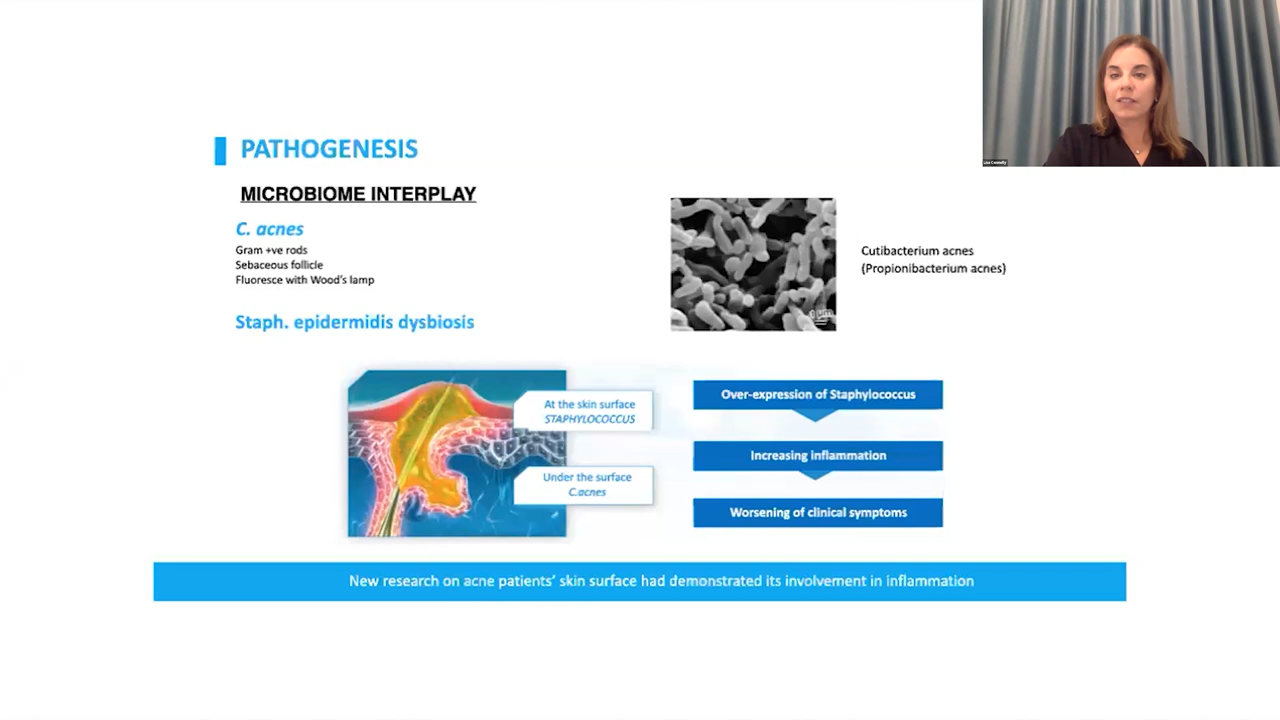 PATHOGENESIS
MICROBIOME INTERPLAY
C. acnes
Gram +ve rods
Sebaceous follicle
Fluoresce with Wood's lamp
Staph. epidermidis dysbiosis
Cutibacterium acnes
(Propionibacterium acnes)
At the skin surface
STAPHYLOCOCCUS
Under the surface
C.acnes
Over-expression of Staphylococcus
Increasing inflammation
Worsening of clinical symptoms
New research on acne patients' skin surface had demonstrated its involvement in inflammation